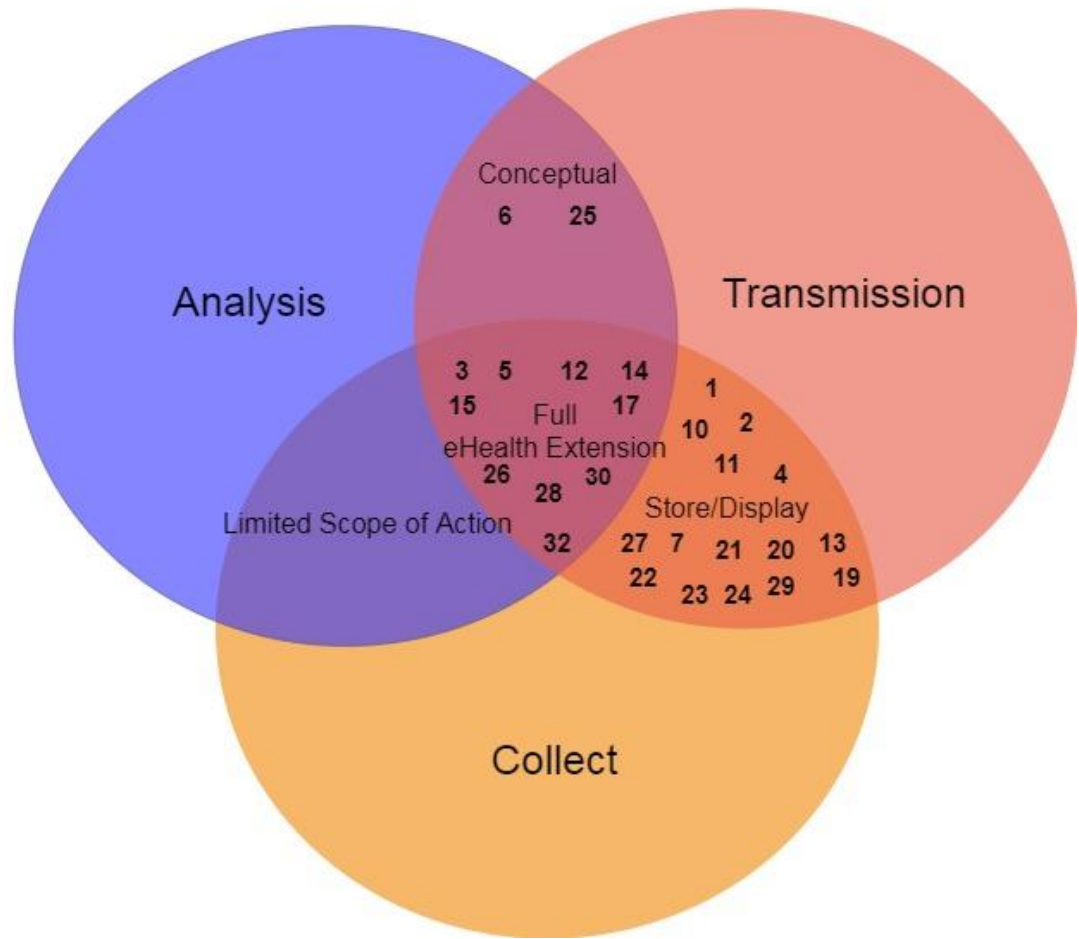 Conceptual
6 25
Analysis
Transmission
3 5 12 14
15 17
Full
eHealth Extension
26 28 30
Limited Scope of Action
32
1
10 2
11 4
Store/Display
27 7 21 20 13
22 23 24 29 19
Collect